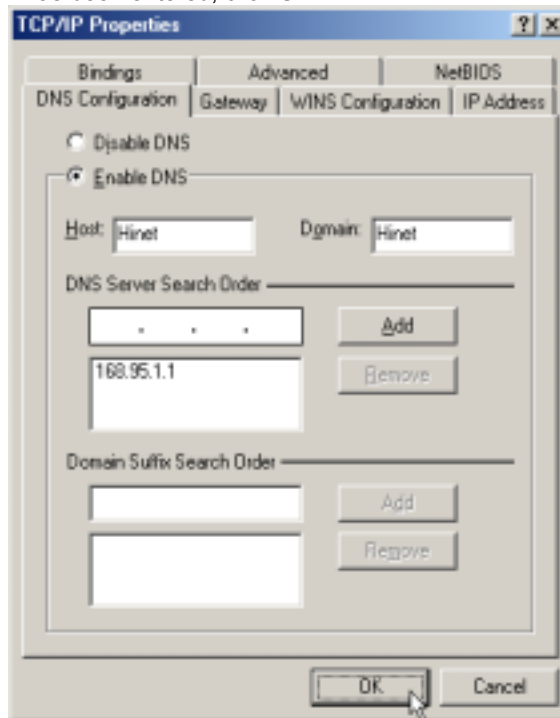 TCP/IP Properties
Bindings Advanced NetBIOS
DNS Configuration Gateway WINS Configuration IP Address
Disable DNS
Enable DNS
Host: Hinet Domain: Hinet
DNS Server Search Order
. . . Add
168.95.1.1 Remove
Domain Suffix Search Order
Add
Remove
OK Cancel